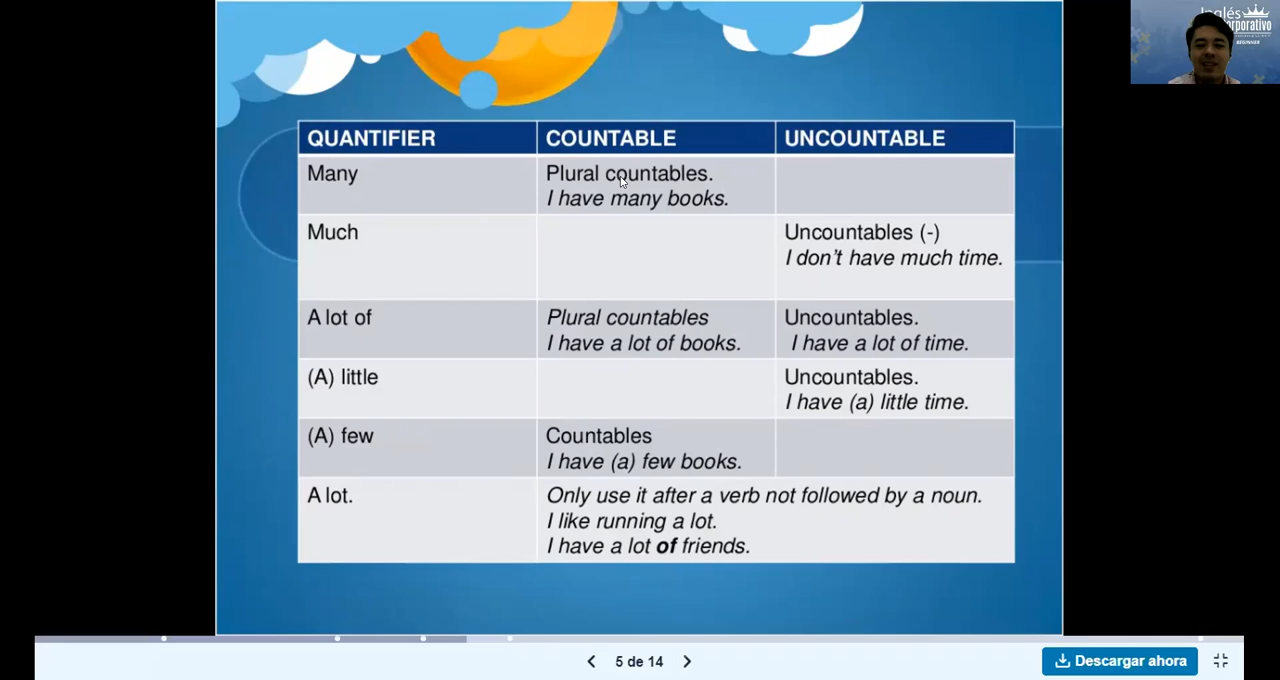 Inglés
orporativo
BEGINNER
QUANTIFIER COUNTABLE UNCOUNTABLE
Many Plural countables.
I have many books.
Much Uncountables (-)
I don't have much time.
A lot of Plural countables Uncountables.
I have a lot of books. I have a lot of time.
(A) little Uncountables.
I have (a) little time.
(A) few Countables
I have (a) few books.
A lot. Only use it after a verb not followed by a noun.
I like running a lot.
I have a lot of friends.
5 de 14
Descargar ahora